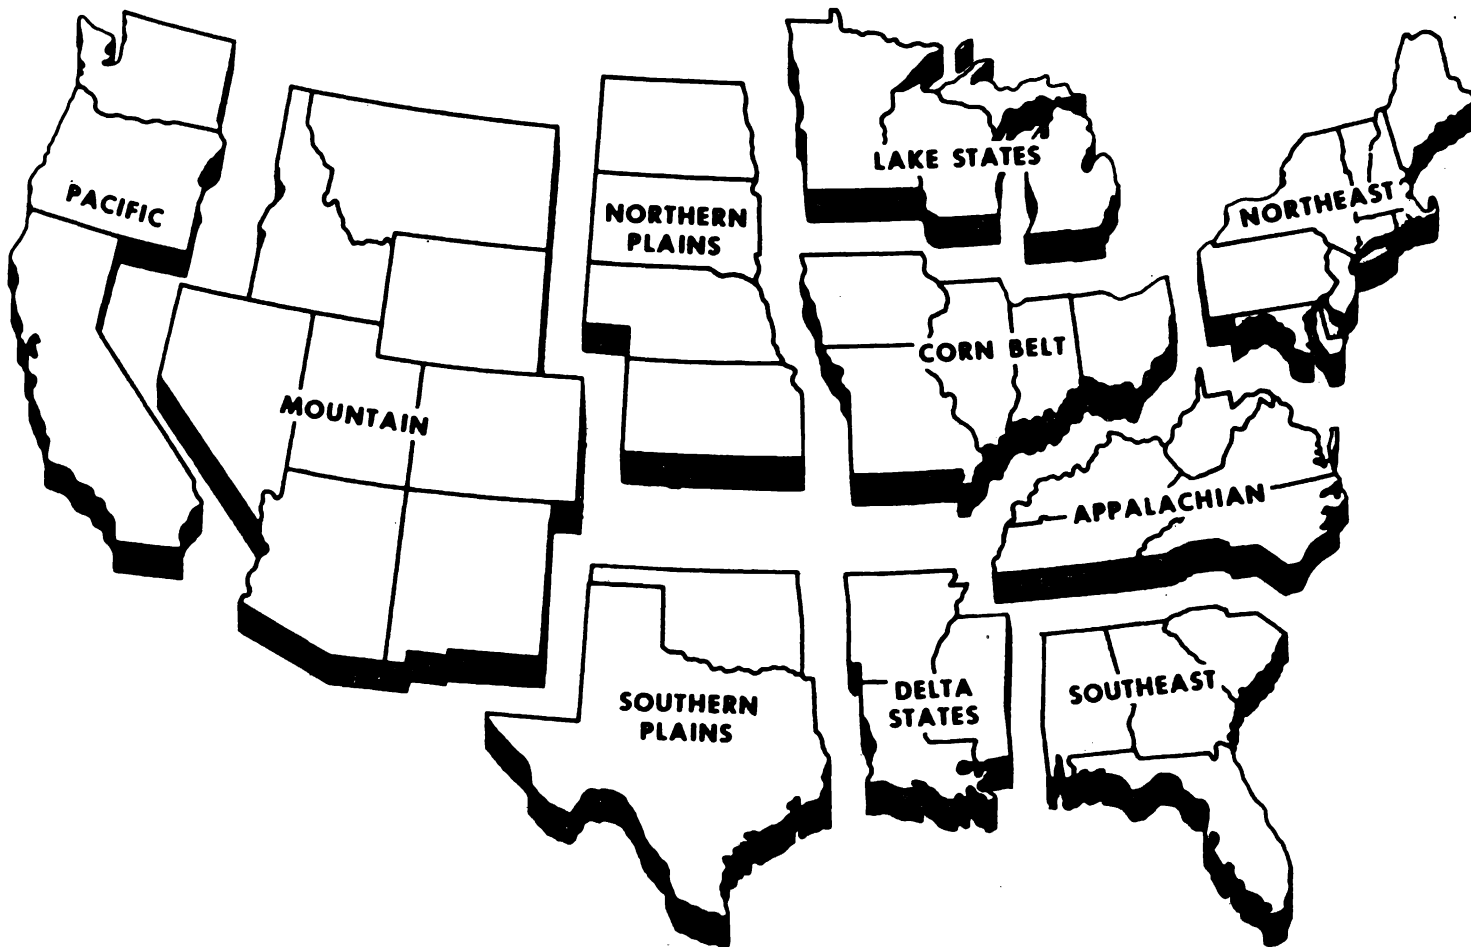 LAKE STATES
PACIFIC
NORTHERN
PLAINS
NORTHEAST
CORN BELT
MOUNTAIN
APPALACHIAN
SOUTHERN
PLAINS
DELTA
STATES
SOUTHEAST